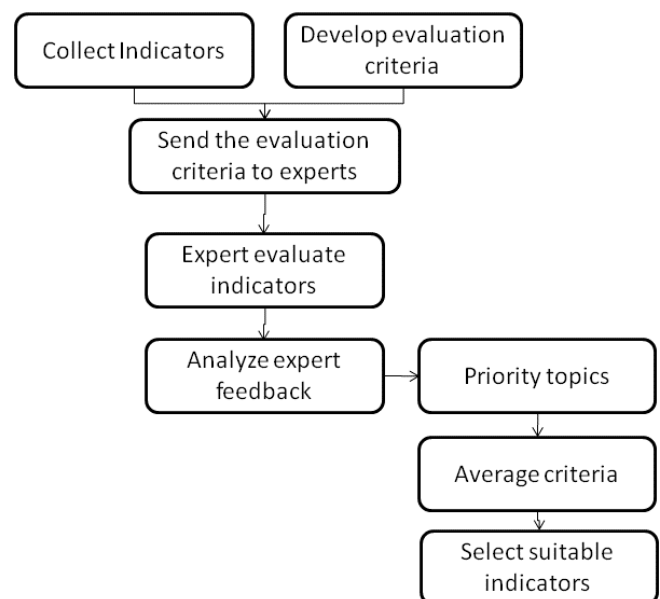 Collect Indicators
Develop evaluation
criteria
Send the evaluation
criteria to experts
Expert evaluate
indicators
Analyze expert
feedback
Priority topics
Average criteria
Select suitable
indicators